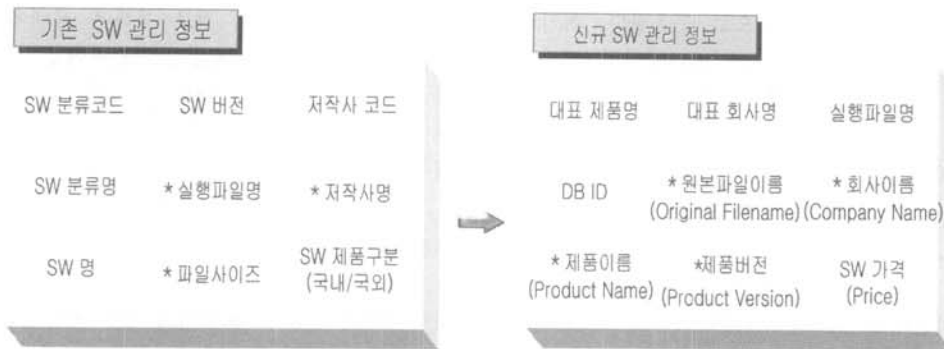 기존 SW 관리 정보
SW 분류코드 SW 버전 저작사 코드
SW 분류명 * 실행파일명 * 저작사명
SW 명 * 파일사이즈 SW 제품구분
(국내/국외)
신규 SW 관리 정보
대표 제품명 대표 회사명 실행파일명
DB ID * 원본파일이름 * 회사이름
(Original Filename) (Company Name)
* 제품이름 *제품버전 SW 가격
(Product Name) (Product Version) (Price)